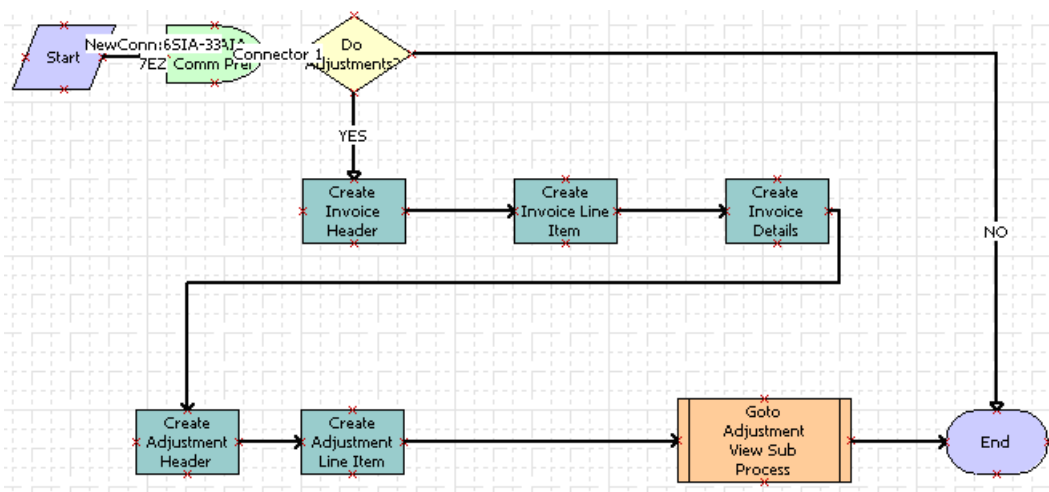 Start
NewConn
6SIA-33
7EZ
Comm Pre
Connector 1
Do
djustments?
YES
Create
Invoice
Header
Create
Invoice Line
Item
Create
Invoice
Details
NO
Create
Adjustment
Header
Create
Adjustment
Line Item
Goto
Adjustment
View Sub
Process
End